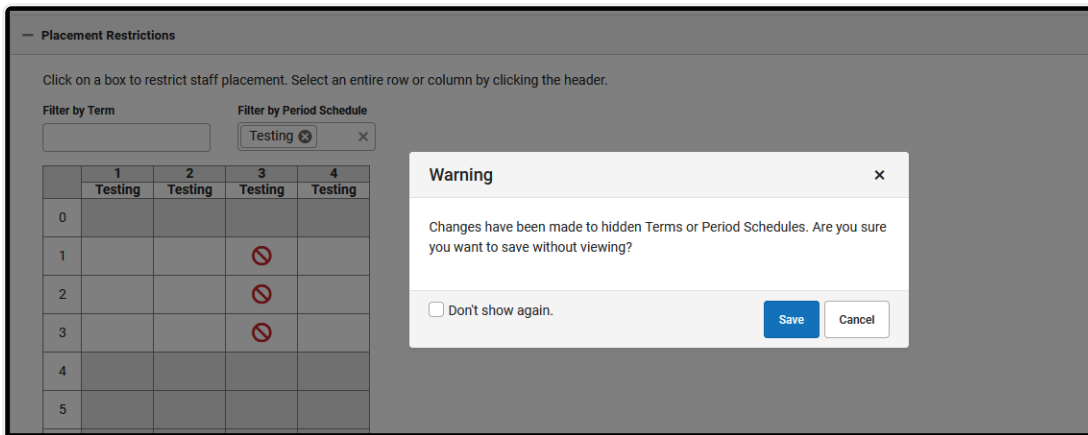 Placement Restrictions
Click on a box to restrict staff placement. Select an entire row or column by clicking the header.
Filter by Term Filter by Period Schedule
Testing
1 2 3 4
Testing Testing Testing Testing
0
1
2
3
4
5
Warning
Changes have been made to hidden Terms or Period Schedules. Are you sure
you want to save without viewing?
Don't show again.
Save Cancel